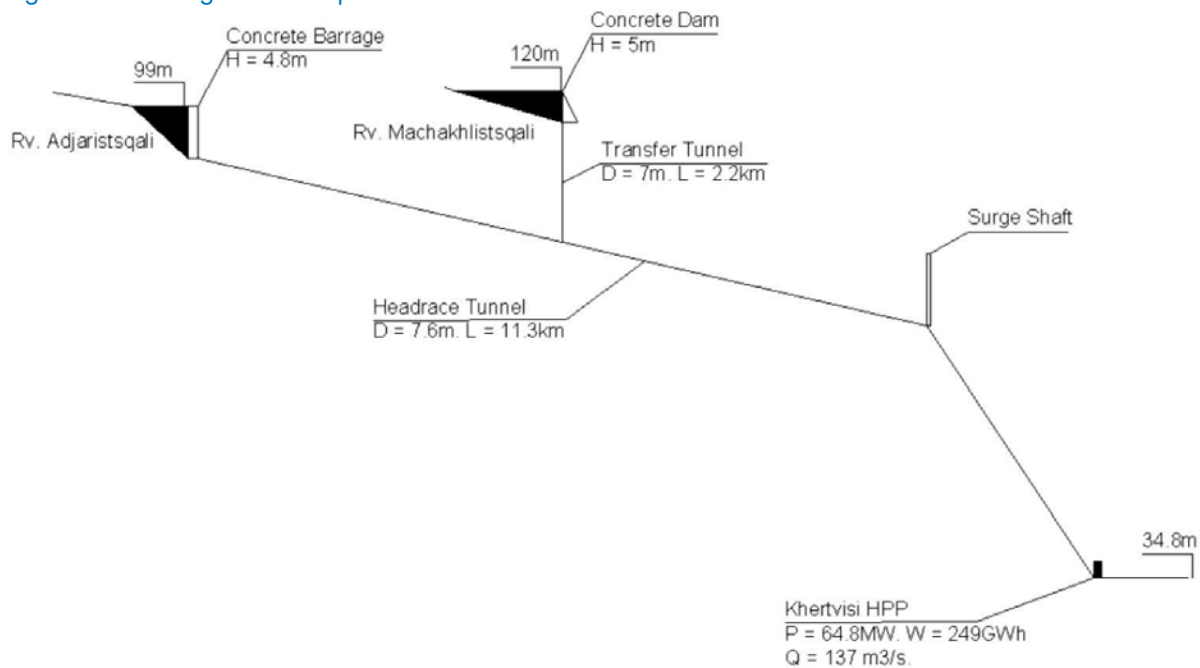 Concrete Barrage
H = 4.8m
99m
Rv. Adjaristsqali
Concrete Dam
H = 5m
120m
Rv. Machakhlistsqali
Transfer Tunnel
D = 7m. L = 2.2km
Surge Shaft
Headrace Tunnel
D = 7.6m. L = 11.3km
34.8m
Khertvisi HPP
P = 64.8MW. W = 249GWh
Q = 137 m3/s.